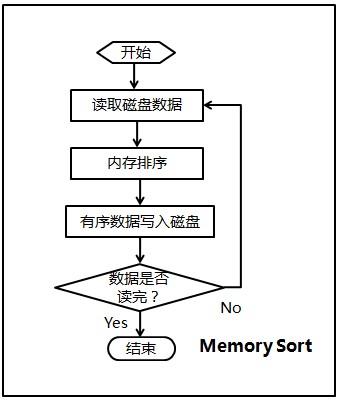 开始
读取磁盘数据
内存排序
有序数据写入磁盘
数据是否
读完？
No
Yes
结束
Memory Sort